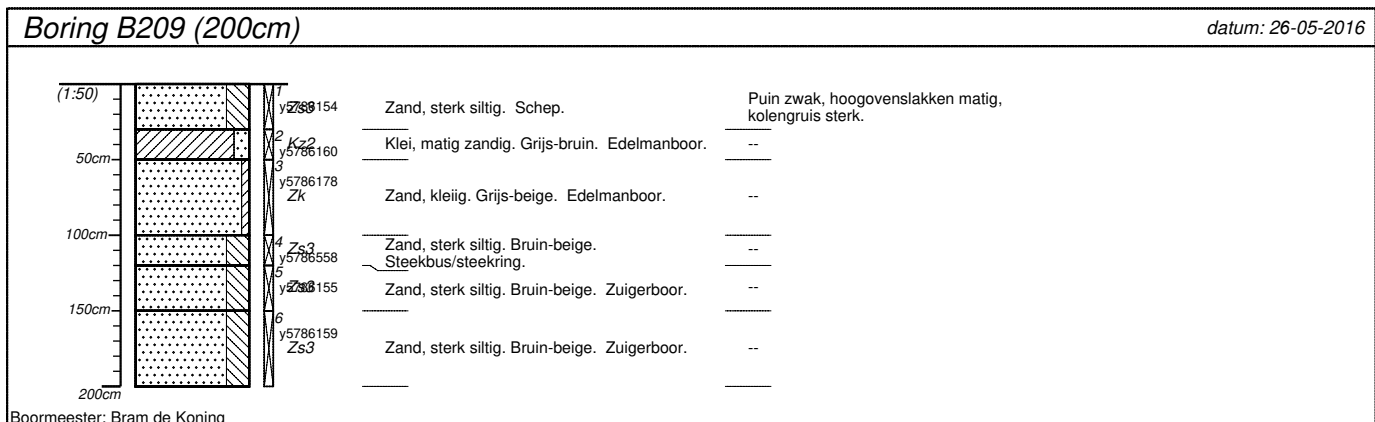 Boring B209 (200cm)
datum: 26-05-2016
(1:50)
1
Zs3
Zand, sterk siltig. Schep.
Puin zwak, hoogovenslakken matig,
kolengruis sterk.
2
Kz2
y5786160
Klei, matig zandig. Grijs-bruin. Edelmanboor.
--
50cm
3
y5786178
Zk
Zand, kleiig. Grijs-beige. Edelmanboor.
--
100cm
4
Zs3
y5786558
Zand, sterk siltig. Bruin-beige.
Steekbus/steekring.
--
5
Zs3
Zand, sterk siltig. Bruin-beige. Zuigerboor.
--
150cm
6
y5786159
Zs3
Zand, sterk siltig. Bruin-beige. Zuigerboor.
--
200cm
Boormeester: Bram de Koning